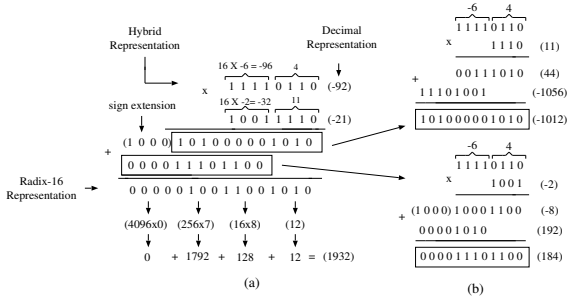 Hybrid
Representation
Decimal
Representation
16 X -6 = -96 4
1 1 1 1 0 1 1 0 (-92)
x 16 X -2= -32 11
1 0 0 1 1 1 1 0 (-21)
sign extension
(1 0 0 0) 1 0 1 0 0 0 0 0 1 0 1 0
+
0 0 0 0 1 1 1 0 1 1 0 0
Radix-16
Representation
0 0 0 0 0 1 0 0 1 1 0 0 1 0 1 0
(4096x0) (256x7) (16x8) (12)
0 + 1792 + 128 + 12 = (1932)
(a)
-6 4
1 1 1 1 0 1 1 0
x 1 1 1 0 (11)
0 0 1 1 1 0 1 0 (44)
+
1 1 1 0 1 0 0 1 (-1056)
1 0 1 0 0 0 0 0 1 0 1 0 (-1012)
-6 4
1 1 1 1 0 1 1 0
x 1 0 0 1 (-2)
(1 0 0 0) 1 0 0 0 1 1 0 0 (-8)
+
0 0 0 0 1 0 1 0 (192)
0 0 0 0 1 1 1 0 1 1 0 0 (184)
(b)